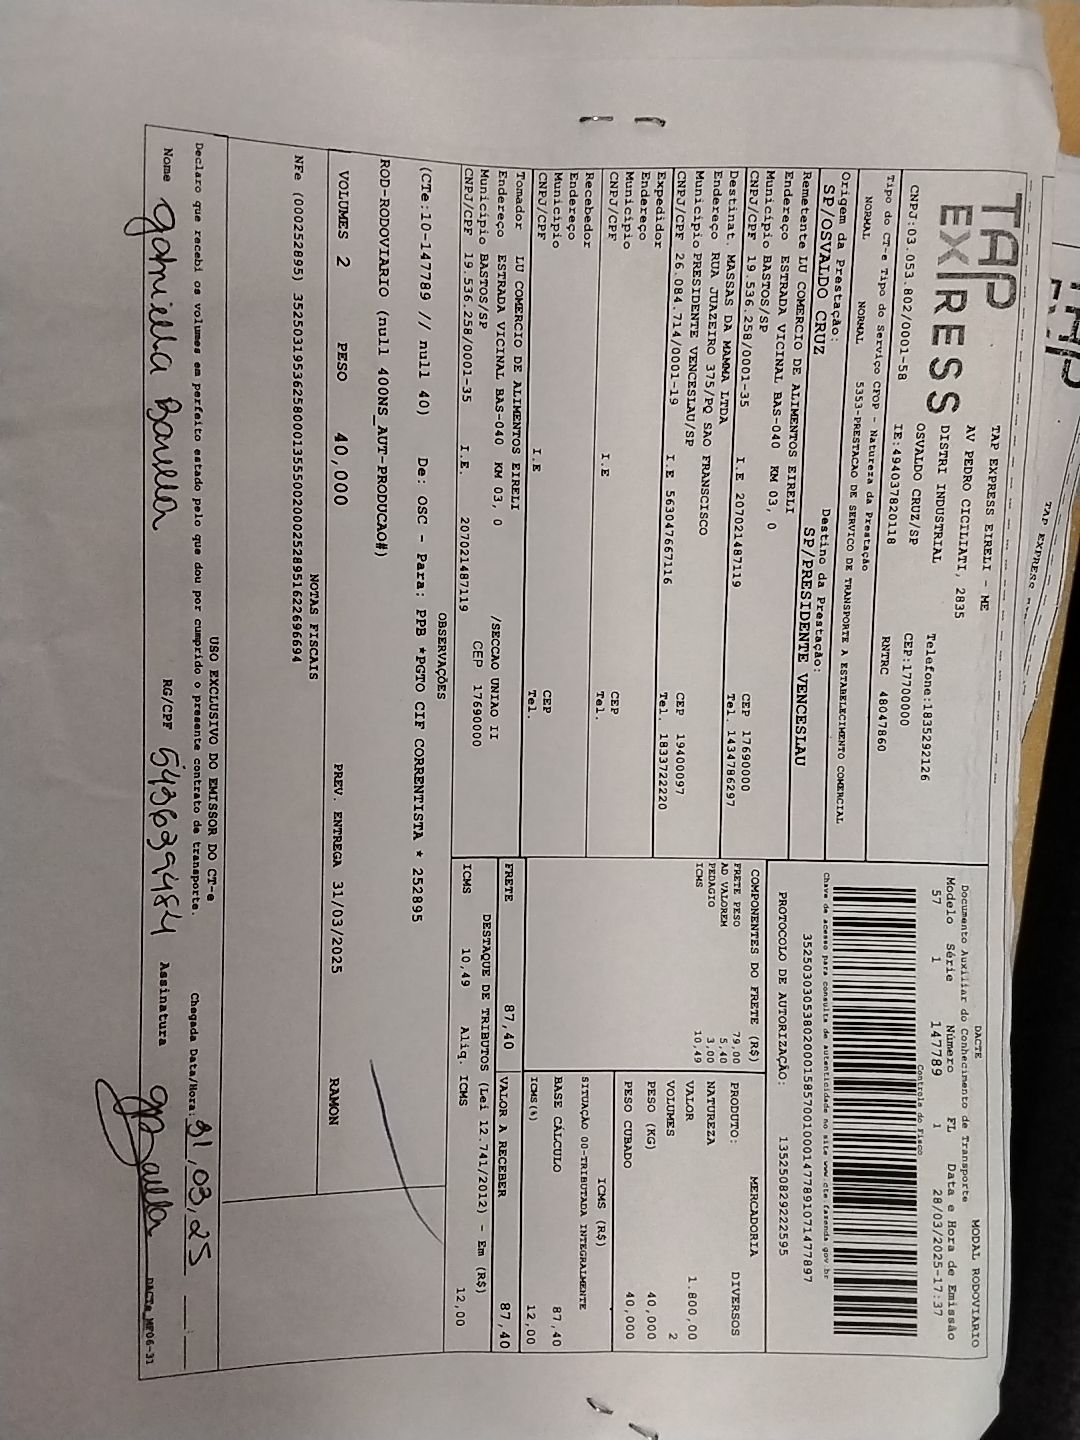 TAP EXPRESS
TAP EXPRESS EIRELI - ME
AV PEDRO CICILIATI, 2835
DISTRI INDUSTRIAL Telefone:1835292126
OSVALDO CRUZ/SP CEP:17700000
CNPJ:03.053.802/0001-58 IE:494037820118 RNTRC 48047860
Tipo do CT-e Tipo do Serviço CFOP - Natureza da Prestação
NORMAL NORMAL 5353-PRESTACAO DE SERVICO DE TRANSPORTE A ESTABELECIMENTO COMERCIAL
Origem da Prestação: Destino da Prestação:
SP/OSVALDO CRUZ SP/PRESIDENTE VENCESLAU
DACTE MODAL RODOVIARIO
Documento Auxiliar do Conhecimento de Transporte
Modelo Série Número FL Data e Hora de Emissão
57 1 147789 1 28/03/2025-17:37
Controle do Fisco
Chave de acesso para consulta de autenticidade no site www.cte.fazenda.gov.br
35250303053802000158570010001477891071477897
PROTOCOLO DE AUTORIZAÇÃO: 135250829222595
Remetente LU COMERCIO DE ALIMENTOS EIRELI
Endereço ESTRADA VICINAL BAS-040 KM 03, 0
Município BASTOS/SP CEP 17690000
CNPJ/CPF 19.536.258/0001-35 I.E 207021487119 Tel. 1434786297
Destinat. MASSAS DA MAMMA LTDA
Endereço RUA JUAZEIRO 375/PQ SAO FRANSCISCO
Município PRESIDENTE VENCESLAU/SP CEP 19400097
CNPJ/CPF 26.084.714/0001-19 I.E 563047667116 Tel. 1833722220
Expedidor
Endereço
Município CEP
CNPJ/CPF I.E Tel.
Recebedor
Endereço
Município CEP
CNPJ/CPF I.E Tel.
Tomador LU COMERCIO DE ALIMENTOS EIRELI
Endereço ESTRADA VICINAL BAS-040 KM 03, 0 /SECCAO UNIAO II
Município BASTOS/SP CEP 17690000
CNPJ/CPF 19.536.258/0001-35 I.E. 207021487119
COMPONENTES DO FRETE (R$)
FRETE PESO 79,00
AD VALOREM 5,40
PEDAGIO 3,00
ICMS 10,49
MERCADORIA
PRODUTO: DIVERSOS
NATUREZA
VALOR 1.800,00
VOLUMES 2
PESO (KG) 40,000
PESO CUBADO 40,000
ICMS (R$)
SITUAÇÃO 00-TRIBUTADA INTEGRALMENTE
BASE CÁLCULO 87,40
ICMS(%) 12,00
FRETE 87,40 VALOR A RECEBER 87,40
DESTAQUE DE TRIBUTOS (Lei 12.741/2012) - Em (R$)
ICMS 10,49 Aliq. ICMS 12,00
OBSERVAÇÕES
(CTe:10-147789 // null 40) De: OSC - Para: PPB *PGTO CIF CORRENTISTA * 252895
ROD-RODOVIARIO (null 400NS_AUT-PRODUCAO#)
VOLUMES 2 PESO 40,000 PREV. ENTREGA 31/03/2025 RAMON
NOTAS FISCAIS
NFe (000252895) 35250319536258000135550020002528951622696694
USO EXCLUSIVO DO EMISSOR DO CT-e
Declaro que recebi os volumes em perfeito estado pelo que dou por cumprido o presente contrato de transporte. Chegada Data/Hora: 31,03,25
Nome RG/CPF 543629484 Assinatura
DACTe_MP06-31